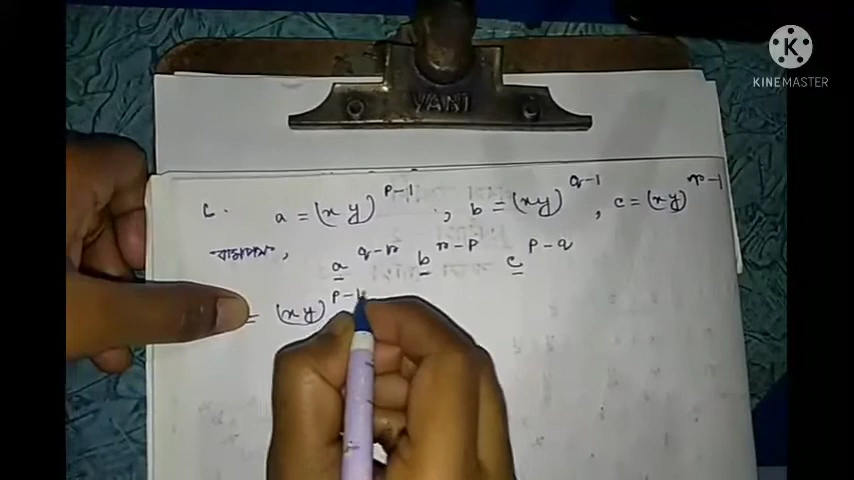 K
KINEMASTER
VANI
c. a = (xy)^{p-1}, b = (xy)^{q-1}, c = (xy)^{r-1}
বামপক্ষ, a^{q-r} b^{r-p} c^{p-q}
= (xy)^{p-1